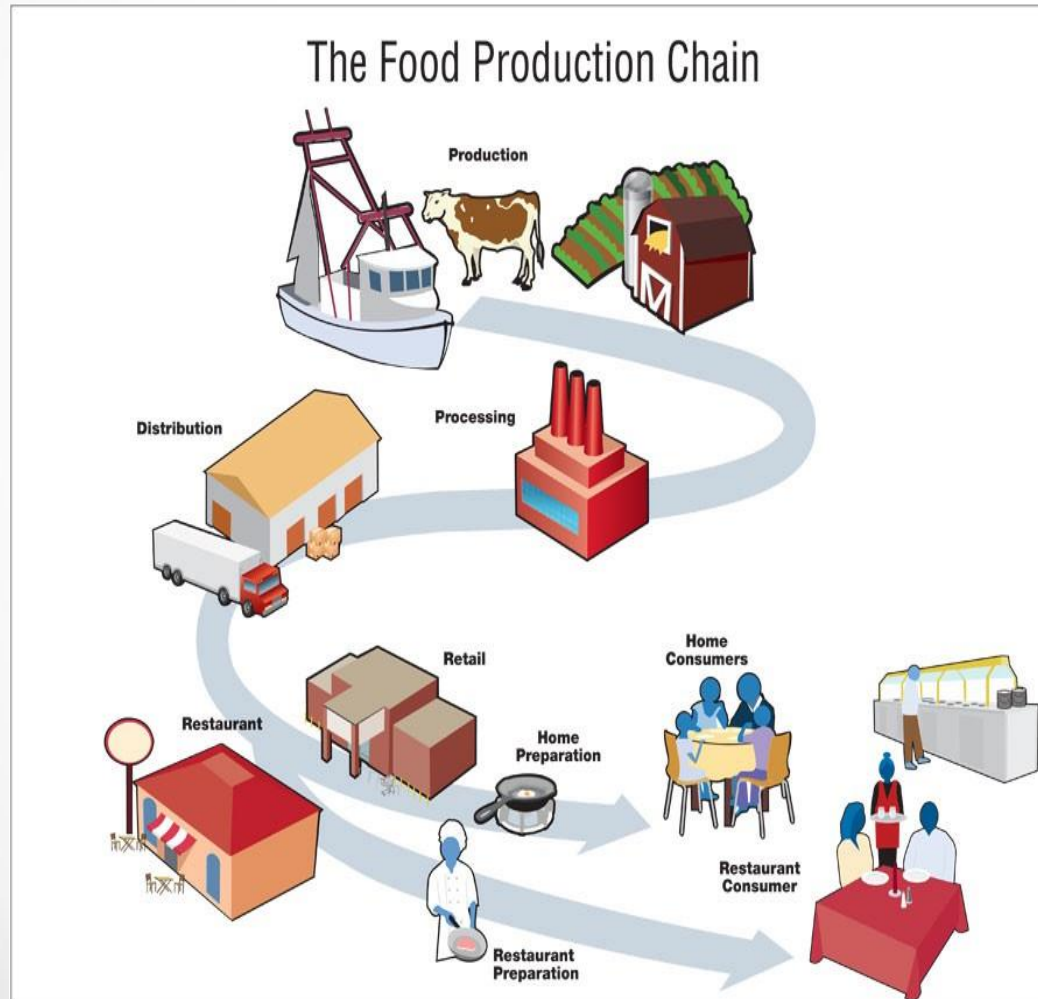 The Food Production Chain
Production
Processing
Distribution
Retail
Home
Consumers
Restaurant
Home
Preparation
Restaurant
Consumer
Restaurant
Preparation